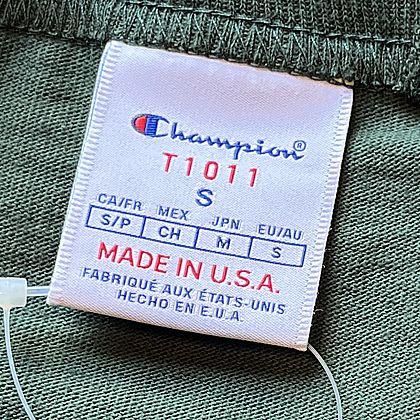 Champion®
T1011
S
CA/FR MEX JPN EU/AU
S/P CH M S
MADE IN U.S.A.
FABRIQUÉ AUX ÉTATS-UNIS
HECHO EN E.U.A.